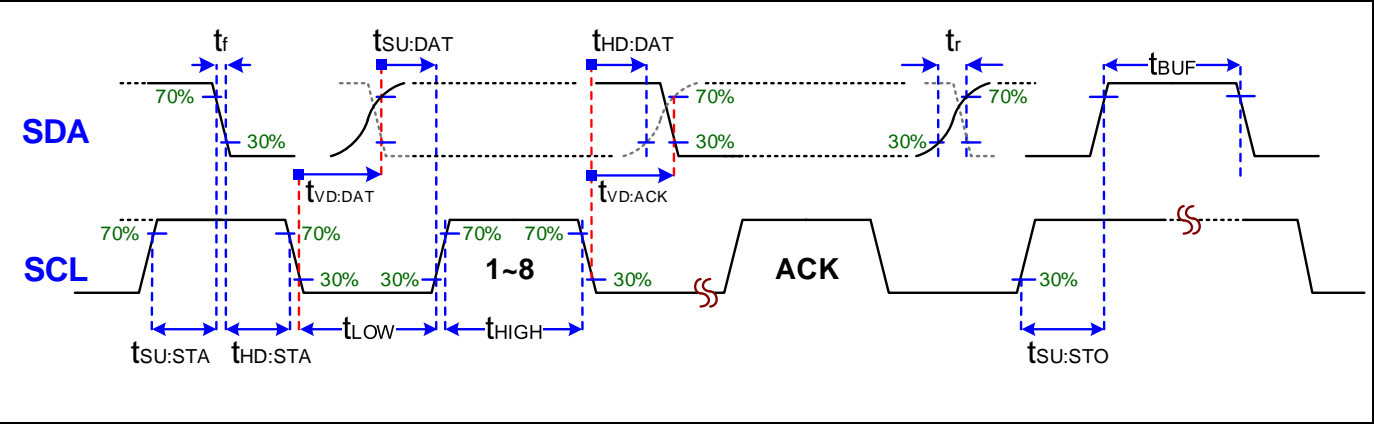 tf tSU:DAT tHD:DAT tr tBUF
70% 70% 70%
SDA 30% 30% 30%
tVD:DAT tVD:ACK
70% 70% 70% 70%
SCL 30% 30% 1~8 30% ACK 30%
tLOW tHIGH
tSU:STA tHD:STA tSU:STO